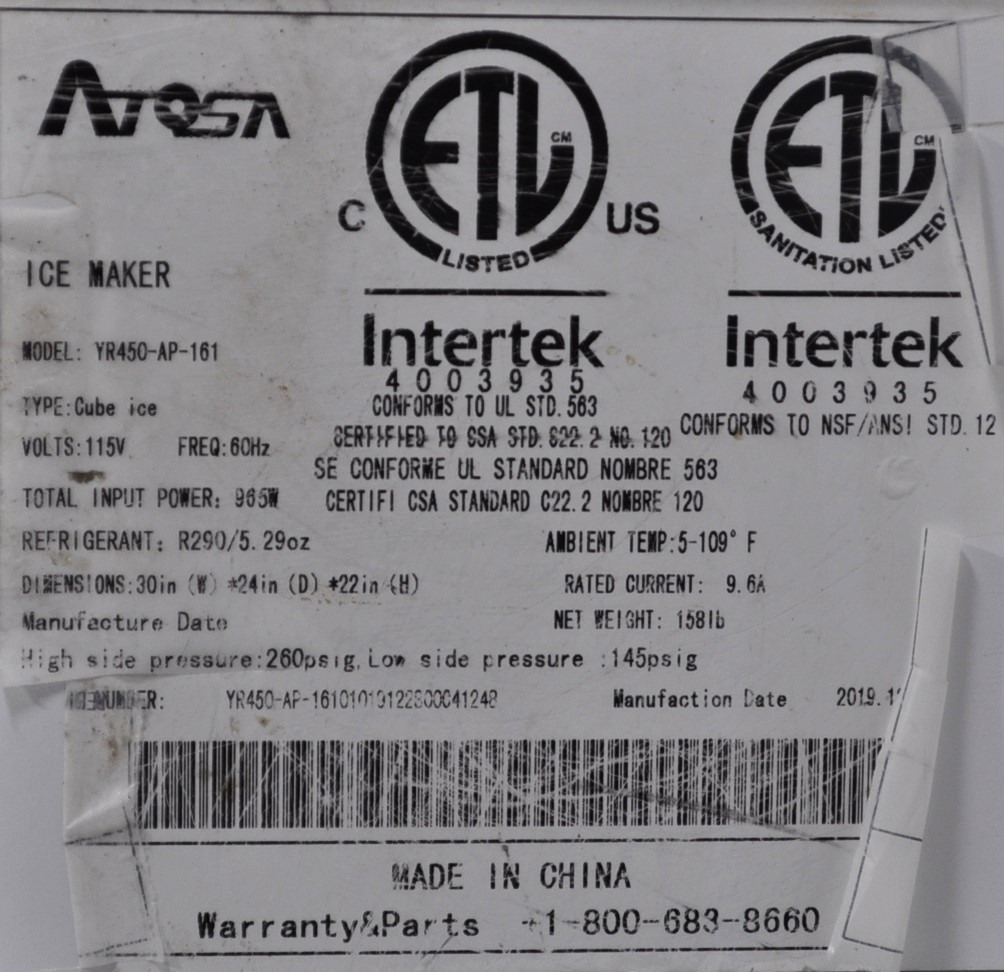 ATOSA
ETL CM
C US
LISTED
Intertek
4003935
CONFORMS TO UL STD.563
CERTIFIED TO CSA STD. C22.2 NO.120
SE CONFORME UL STANDARD NOMBRE 563
CERTIFI CSA STANDARD C22.2 NOMBRE 120
ETL CM
SANITATION LISTED
Intertek
4003935
CONFORMS TO NSF/ANSI STD.12
ICE MAKER
MODEL: YR450-AP-161
TYPE:Cube ice
VOLTS:115V FREQ:60Hz
TOTAL INPUT POWER: 965W
REFRIGERANT: R290/5.29oz AMBIENT TEMP:5-109° F
DIMENSIONS:30in (W) *24in (D) *22in (H) RATED CURRENT: 9.6A
Manufacture Date NET WEIGHT: 158lb
High side pressure:260psig,Low side pressure :145psig
Manufaction Date
MADE IN CHINA
Warranty&Parts +1-800-683-8660